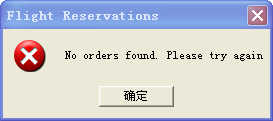 Flight Reservations
No orders found. Please try again
确定